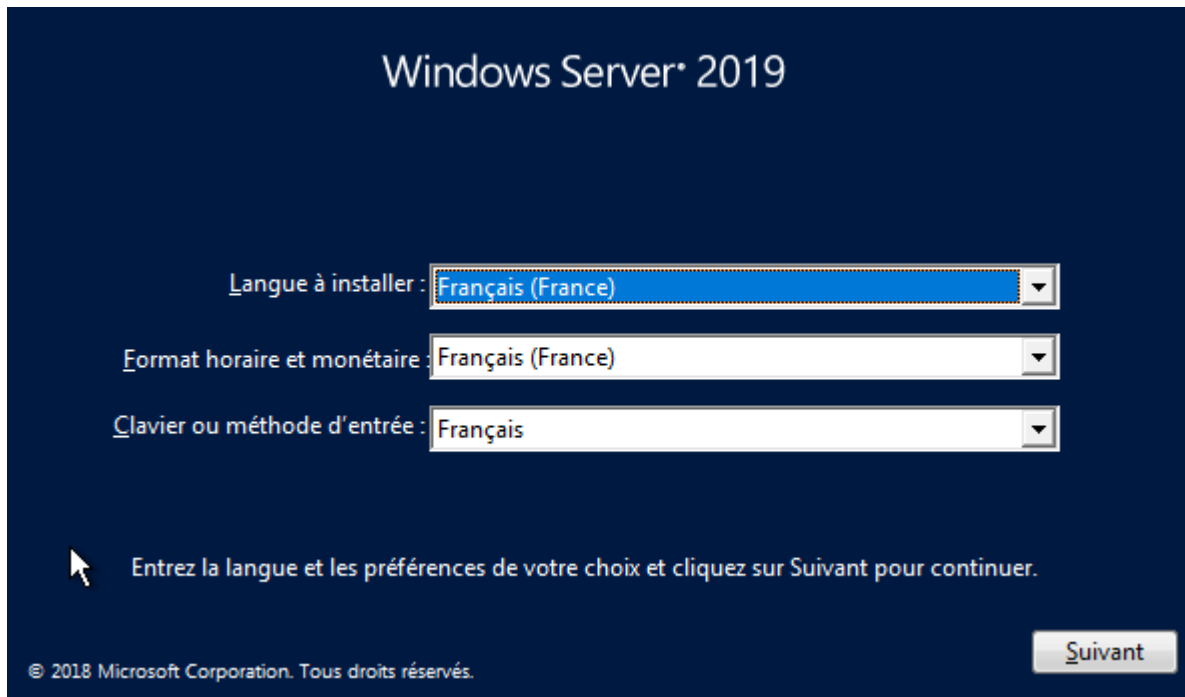 Windows Server® 2019
Langue à installer : Français (France)
Format horaire et monétaire : Français (France)
Clavier ou méthode d'entrée : Français
Entrez la langue et les préférences de votre choix et cliquez sur Suivant pour continuer.
Suivant
© 2018 Microsoft Corporation. Tous droits réservés.